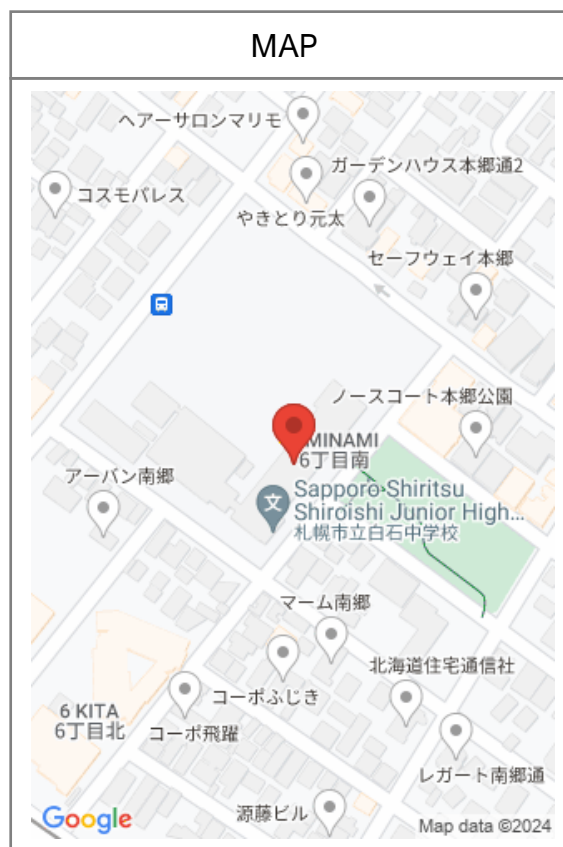 MAP
ヘアーサロンマリモ
ガーデンハウス本郷通2
コスモバレス
やきとり元太
セーフウェイ本郷
ノースコート本郷公園
MINAMI
6丁目南
アーバン南郷
Sapporo Shiritsu
Shiroishi Junior High...
札幌市立白石中学校
マーム南郷
北海道住宅通信社
コーポふじき
6 KITA
6丁目北
コーポ飛躍
レガート南郷通
源藤ビル
Google
Map data ©2024